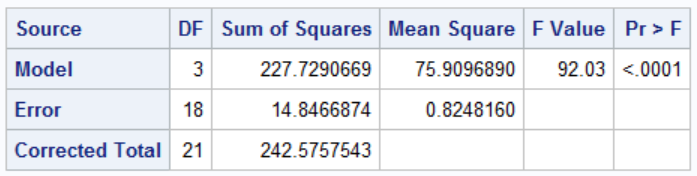 Source DF Sum of Squares Mean Square F Value Pr > F
Model 3 227.7290669 75.9096890 92.03 <.0001
Error 18 14.8466874 0.8248160
Corrected Total 21 242.5757543